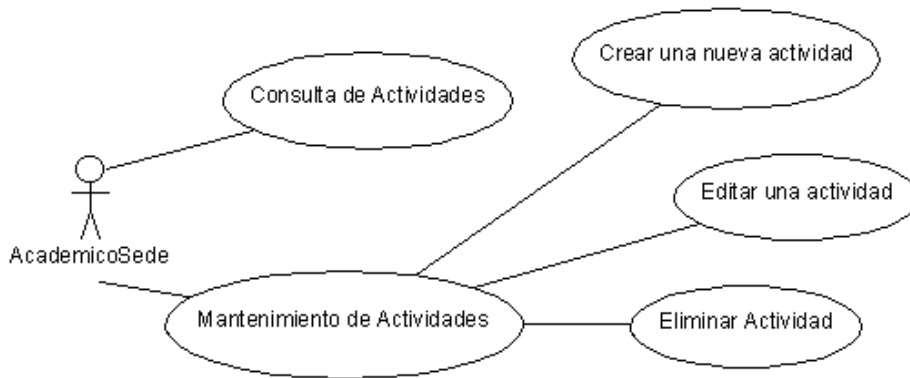 Crear una nueva actividad
Consulta de Actividades
Editar una actividad
AcademicoSede
Mantenimiento de Actividades
Eliminar Actividad